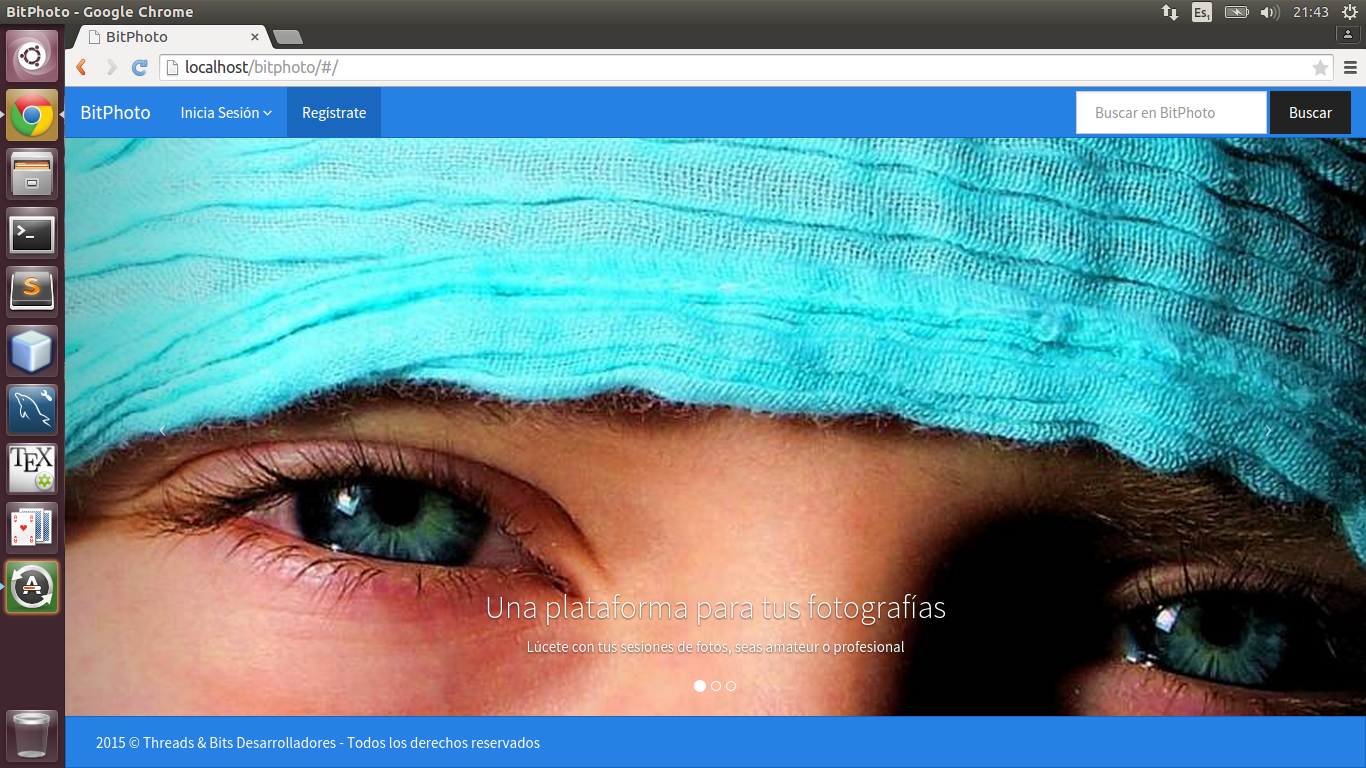 BitPhoto - Google Chrome
Es1
21:43
BitPhoto
localhost/bitphoto/#/
BitPhoto
Inicia Sesión
Regístrate
Buscar en BitPhoto
Buscar
S
TEX
A
Una plataforma para tus fotografías
Lúcete con tus sesiones de fotos, seas amateur o profesional
2015 © Threads & Bits Desarrolladores - Todos los derechos reservados